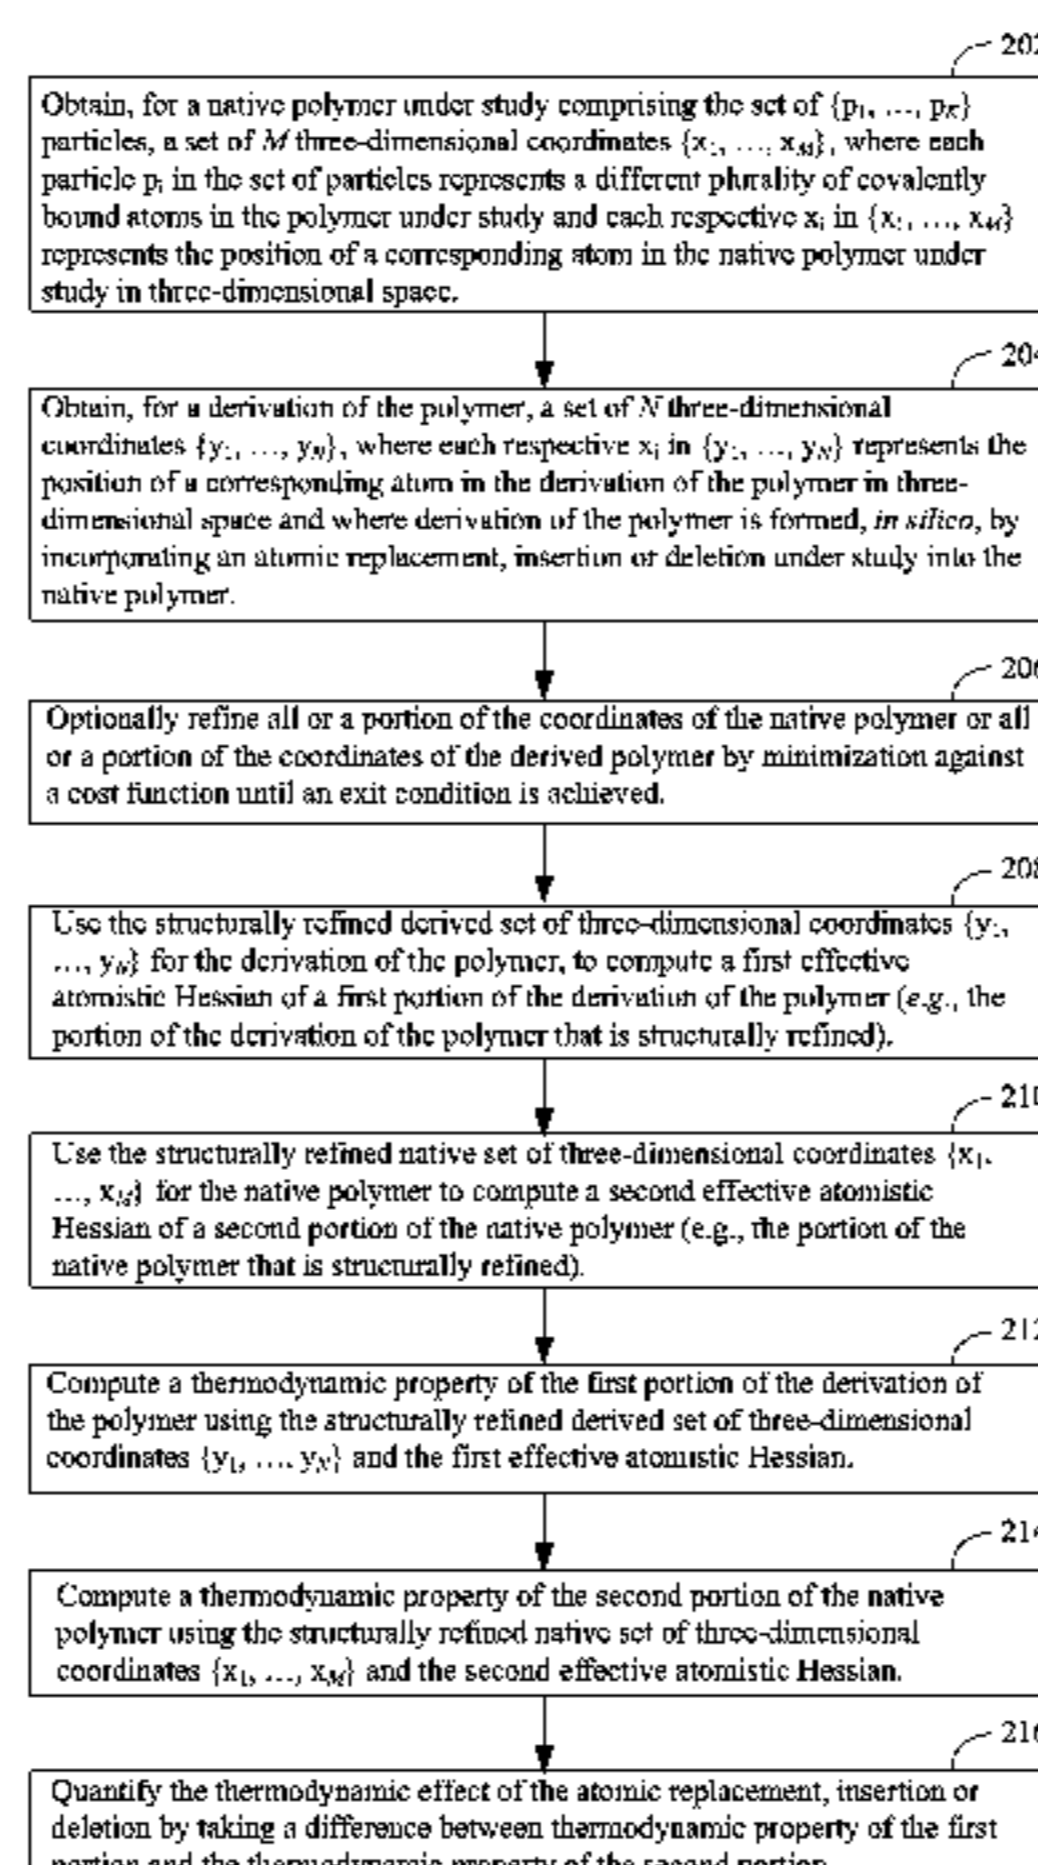 202
Obtain, for a native polymer under study comprising the set of {p1, ..., pK}
particles, a set of M three-dimensional coordinates {x1, ..., xM}, where each
particle pi in the set of particles represents a different plurality of covalently
bound atoms in the polymer under study and each respective xi in {x1, ..., xM}
represents the position of a corresponding atom in the native polymer under
study in three-dimensional space.
204
Obtain, for a derivation of the polymer, a set of N three-dimensional
coordinates {y1, ..., yN}, where each respective xi in {y1, ..., yN} represents the
position of a corresponding atom in the derivation of the polymer in three-
dimensional space and where derivation of the polymer is formed, in silico, by
incorporating an atomic replacement, insertion or deletion under study into the
native polymer.
206
Optionally refine all or a portion of the coordinates of the native polymer or all
or a portion of the coordinates of the derived polymer by minimization against
a cost function until an exit condition is achieved.
208
Use the structurally refined derived set of three-dimensional coordinates {y1,
..., yN} for the derivation of the polymer, to compute a first effective
atomistic Hessian of a first portion of the derivation of the polymer (e.g., the
portion of the derivation of the polymer that is structurally refined).
210
Use the structurally refined native set of three-dimensional coordinates {x1,
..., xM} for the native polymer to compute a second effective atomistic
Hessian of a second portion of the native polymer (e.g., the portion of the
native polymer that is structurally refined).
212
Compute a thermodynamic property of the first portion of the derivation of
the polymer using the structurally refined derived set of three-dimensional
coordinates {y1, ..., yN} and the first effective atomistic Hessian.
214
Compute a thermodynamic property of the second portion of the native
polymer using the structurally refined native set of three-dimensional
coordinates {x1, ..., xM} and the second effective atomistic Hessian.
216
Quantify the thermodynamic effect of the atomic replacement, insertion or
deletion by taking a difference between thermodynamic property of the first
portion and the thermodynamic property of the second portion